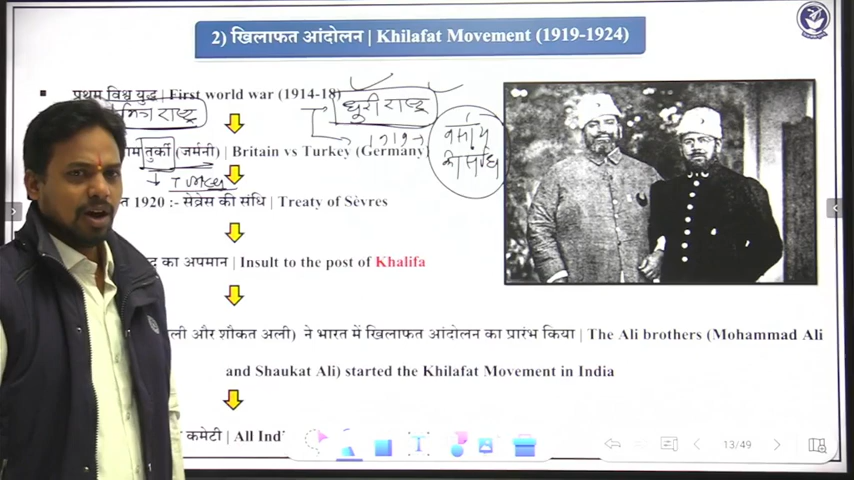 2) खिलाफत आंदोलन | Khilafat Movement (1919-1924)
प्रथम विश्व युद्ध | First world war (1914-18)
मित्र राष्ट्र
धूरी राष्ट्र
1919→
की संधि
तुर्की (जर्मनी) | Britain vs Turkey (Germany)
Turkey
1920 :- सेव्रेस की संधि | Treaty of Sèvres
का अपमान | Insult to the post of Khalifa
और शौकत अली) ने भारत में खिलाफत आंदोलन का प्रारंभ किया | The Ali brothers (Mohammad Ali
and Shaukat Ali) started the Khilafat Movement in India
कमेटी | All Ind
13/49